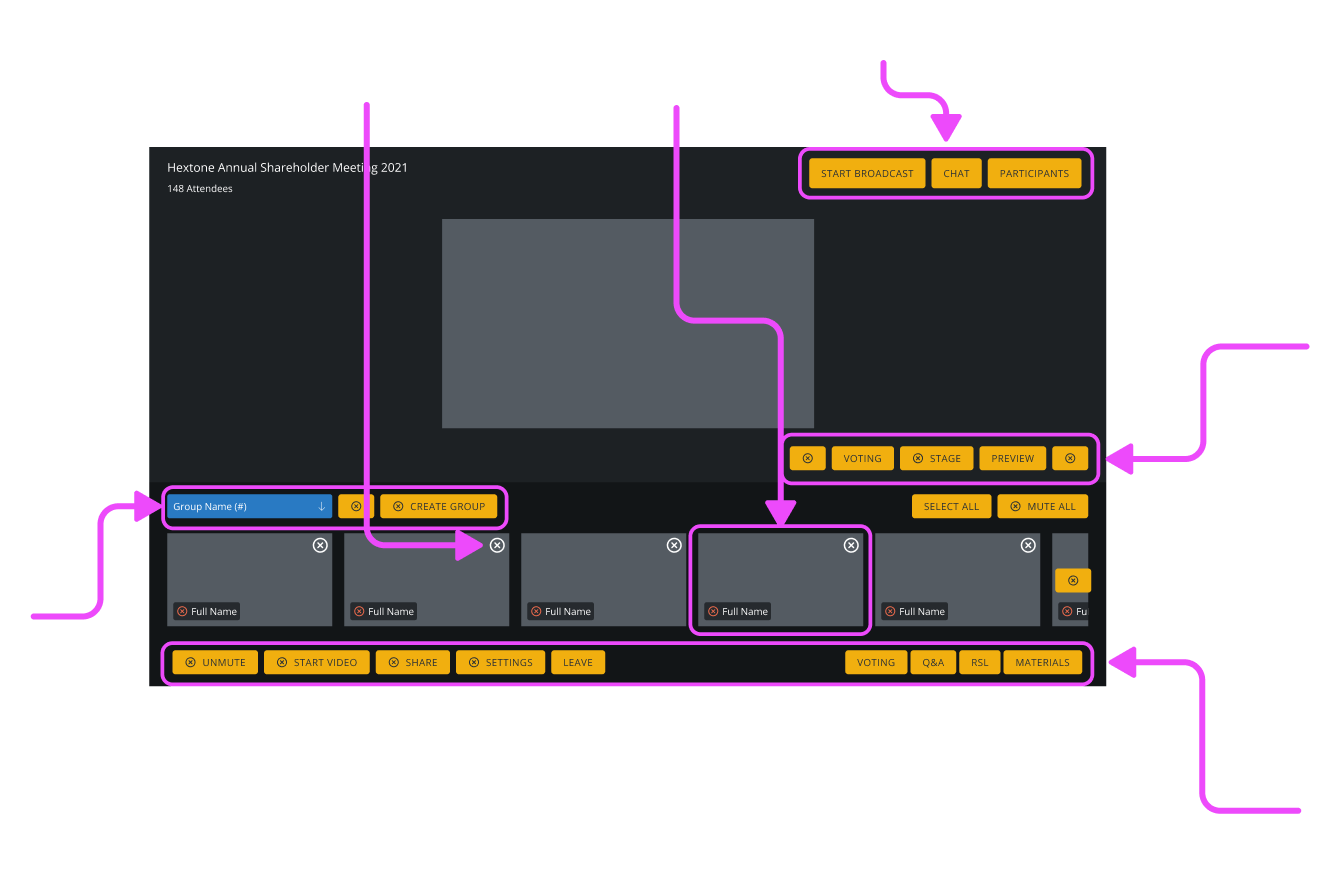 Hextone Annual Shareholder Meeting 2021
148 Attendees
START BROADCAST
CHAT
PARTICIPANTS
VOTING
STAGE
PREVIEW
Group Name (#)
CREATE GROUP
SELECT ALL
MUTE ALL
Full Name
Full Name
Full Name
Full Name
Full Name
Fu
UNMUTE
START VIDEO
SHARE
SETTINGS
LEAVE
VOTING
Q&A
RSL
MATERIALS